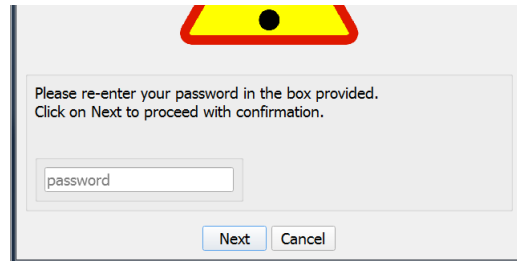 Please re-enter your password in the box provided.
Click on Next to proceed with confirmation.
password
Next Cancel